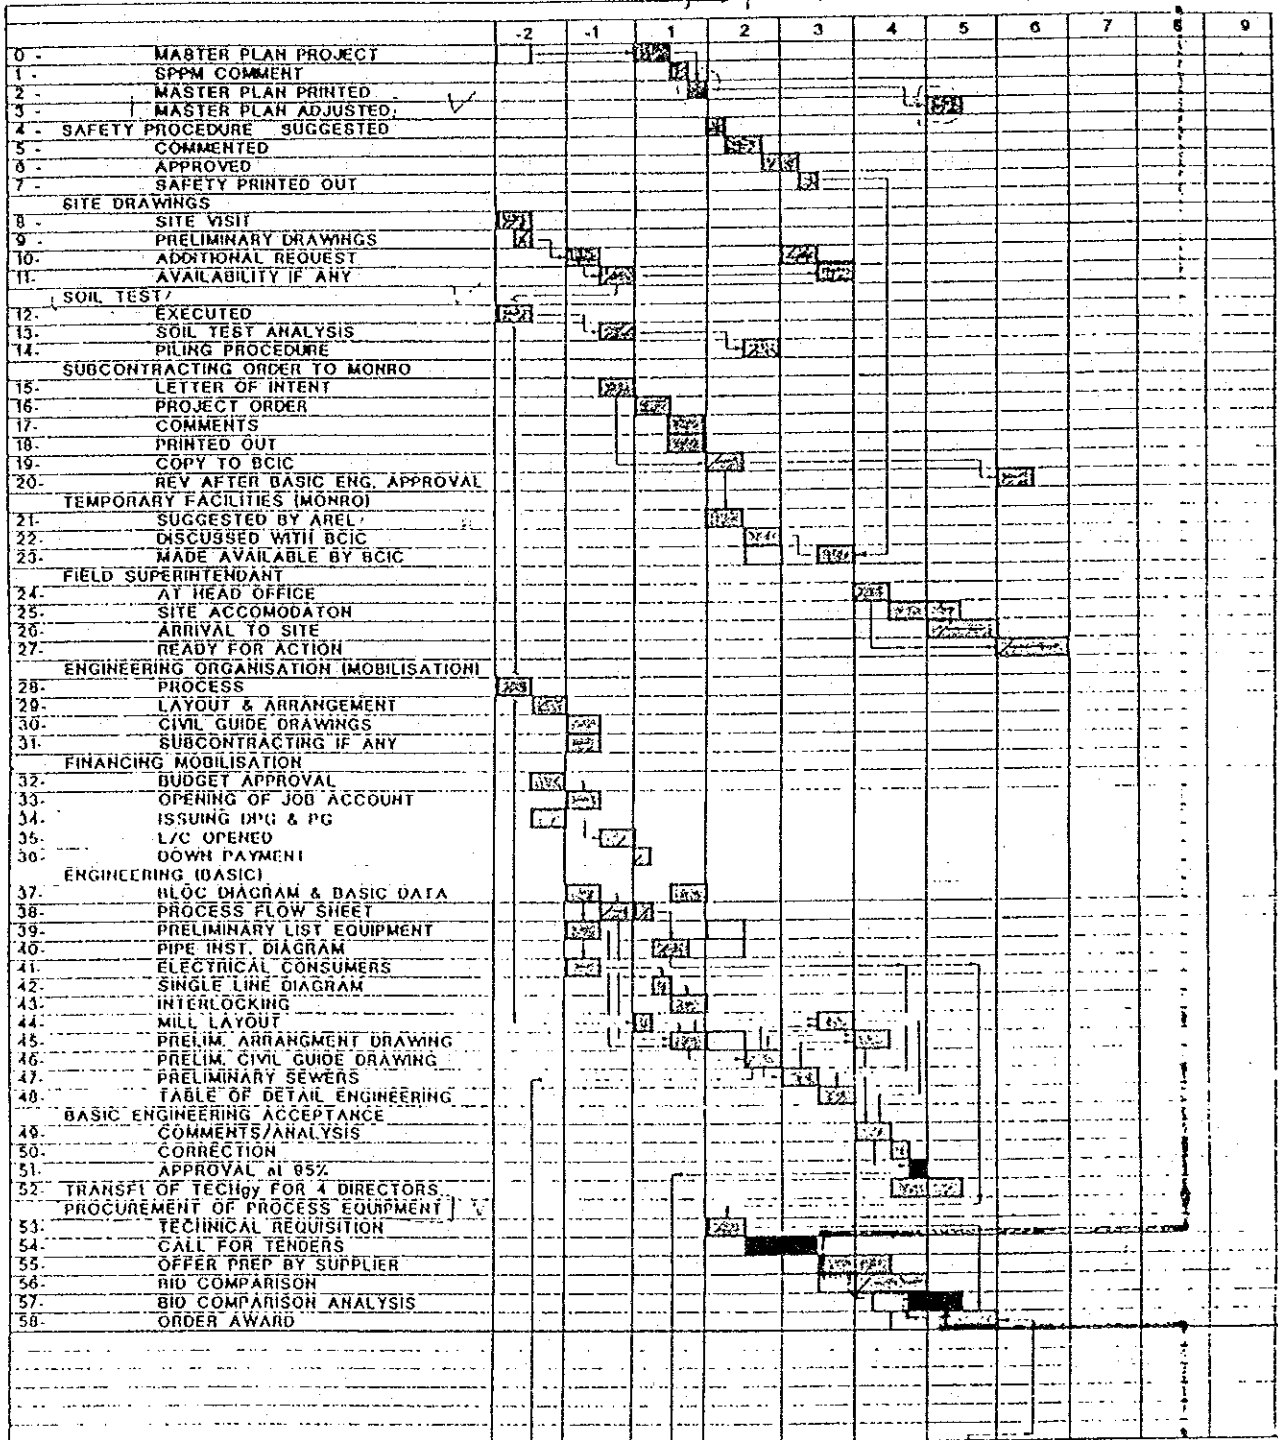 -2 -1 1 2 3 4 5 6 7 8 9
0 - MASTER PLAN PROJECT
1 - SPPM COMMENT
2 - MASTER PLAN PRINTED
3 - MASTER PLAN ADJUSTED
4 - SAFETY PROCEDURE SUGGESTED
5 - COMMENTED
6 - APPROVED
7 - SAFETY PRINTED OUT
SITE DRAWINGS
8 - SITE VISIT
9 - PRELIMINARY DRAWINGS
10- ADDITIONAL REQUEST
11- AVAILABILITY IF ANY
SOIL TEST
12- EXECUTED
13- SOIL TEST ANALYSIS
14- PILING PROCEDURE
SUBCONTRACTING ORDER TO MONRO
15- LETTER OF INTENT
16- PROJECT ORDER
17- COMMENTS
18- PRINTED OUT
19- COPY TO BCIC
20- REV AFTER BASIC ENG. APPROVAL
TEMPORARY FACILITIES (MONRO)
21- SUGGESTED BY AREL
22- DISCUSSED WITH BCIC
23- MADE AVAILABLE BY BCIC
FIELD SUPERINTENDANT
24- AT HEAD OFFICE
25- SITE ACCOMODATON
26- ARRIVAL TO SITE
27- READY FOR ACTION
ENGINEERING ORGANISATION (MOBILISATION)
28- PROCESS
29- LAYOUT & ARRANGEMENT
30- CIVIL GUIDE DRAWINGS
31- SUBCONTRACTING IF ANY
FINANCING MOBILISATION
32- BUDGET APPROVAL
33- OPENING OF JOB ACCOUNT
34- ISSUING DPG & PG
35- L/C OPENED
36- DOWN PAYMENT
ENGINEERING (BASIC)
37- BLOC DIAGRAM & BASIC DATA
38- PROCESS FLOW SHEET
39- PRELIMINARY LIST EQUIPMENT
40- PIPE INST. DIAGRAM
41- ELECTRICAL CONSUMERS
42- SINGLE LINE DIAGRAM
43- INTERLOCKING
44- MILL LAYOUT
45- PRELIM. ARRANGMENT DRAWING
46- PRELIM. CIVIL GUIDE DRAWING
47- PRELIMINARY SEWERS
48- TABLE OF DETAIL ENGINEERING
BASIC ENGINEERING ACCEPTANCE
49- COMMENTS/ANALYSIS
50- CORRECTION
51- APPROVAL at 95%
52- TRANSFT OF TECHgy FOR 4 DIRECTORS
PROCUREMENT OF PROCESS EQUIPMENT
53- TECHNICAL REQUISITION
54- CALL FOR TENDERS
55- OFFER PREP BY SUPPLIER
56- BID COMPARISON
57- BID COMPARISON ANALYSIS
58- ORDER AWARD